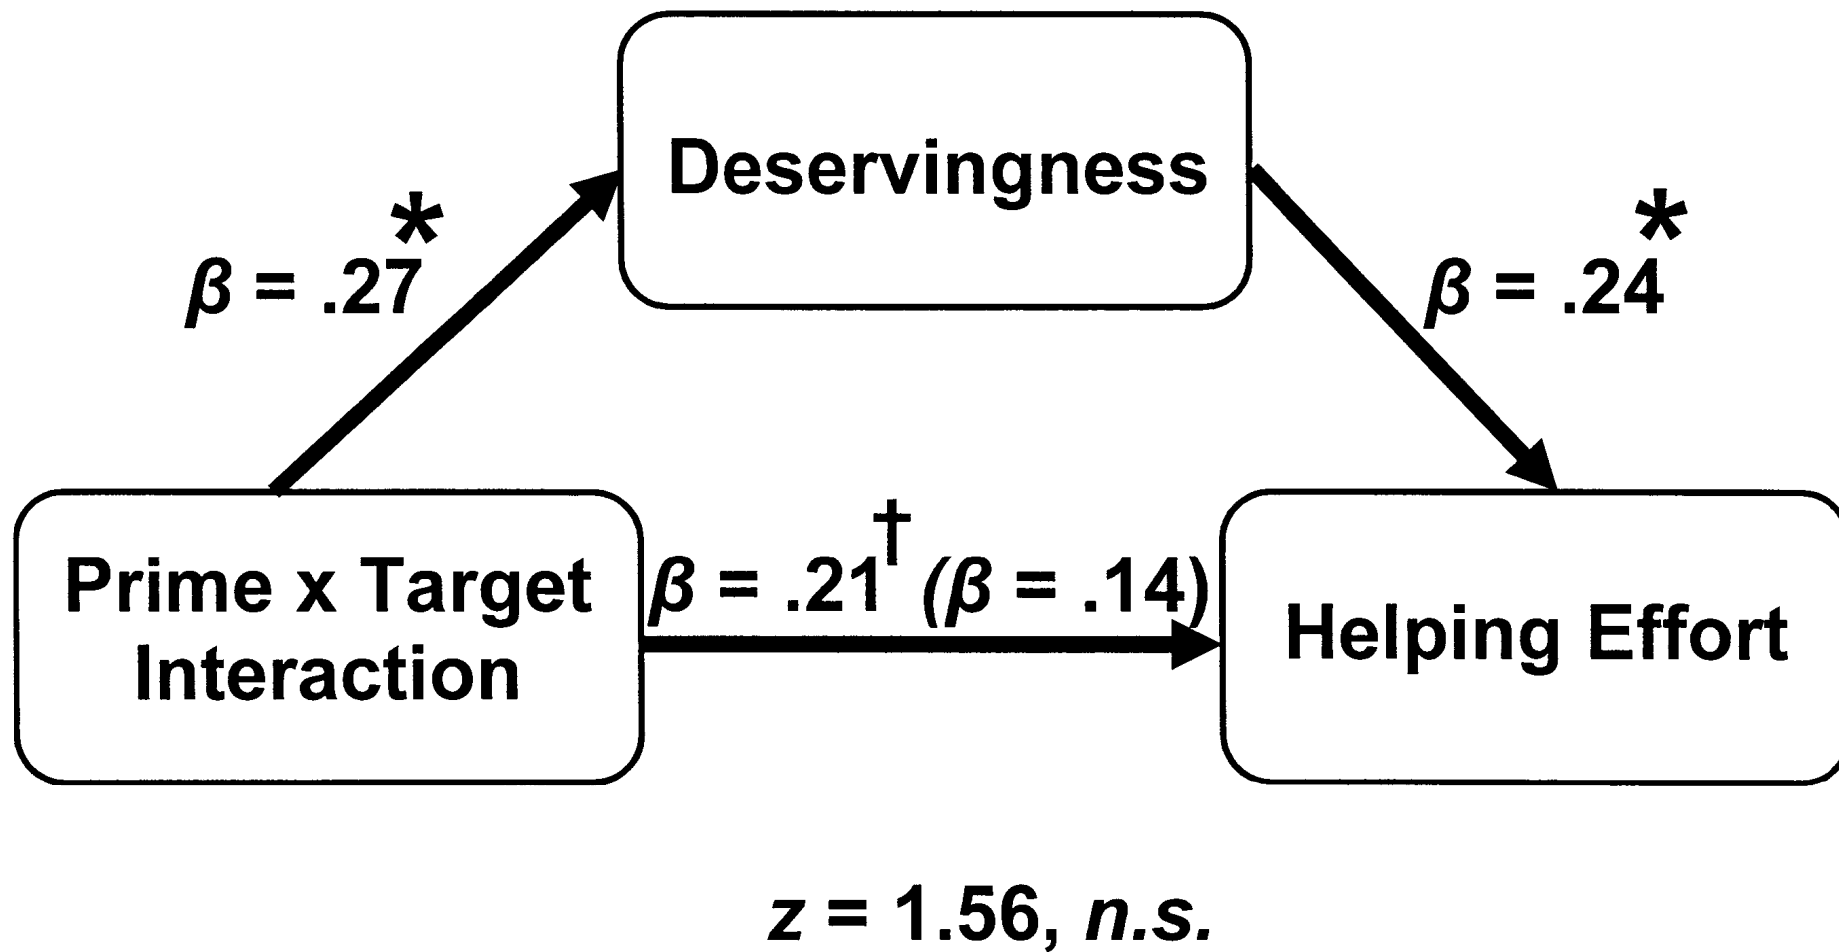 Deservingness
β = .27*
β = .24*
Prime x Target
Interaction
β = .21† (β = .14)
Helping Effort
z = 1.56, n.s.